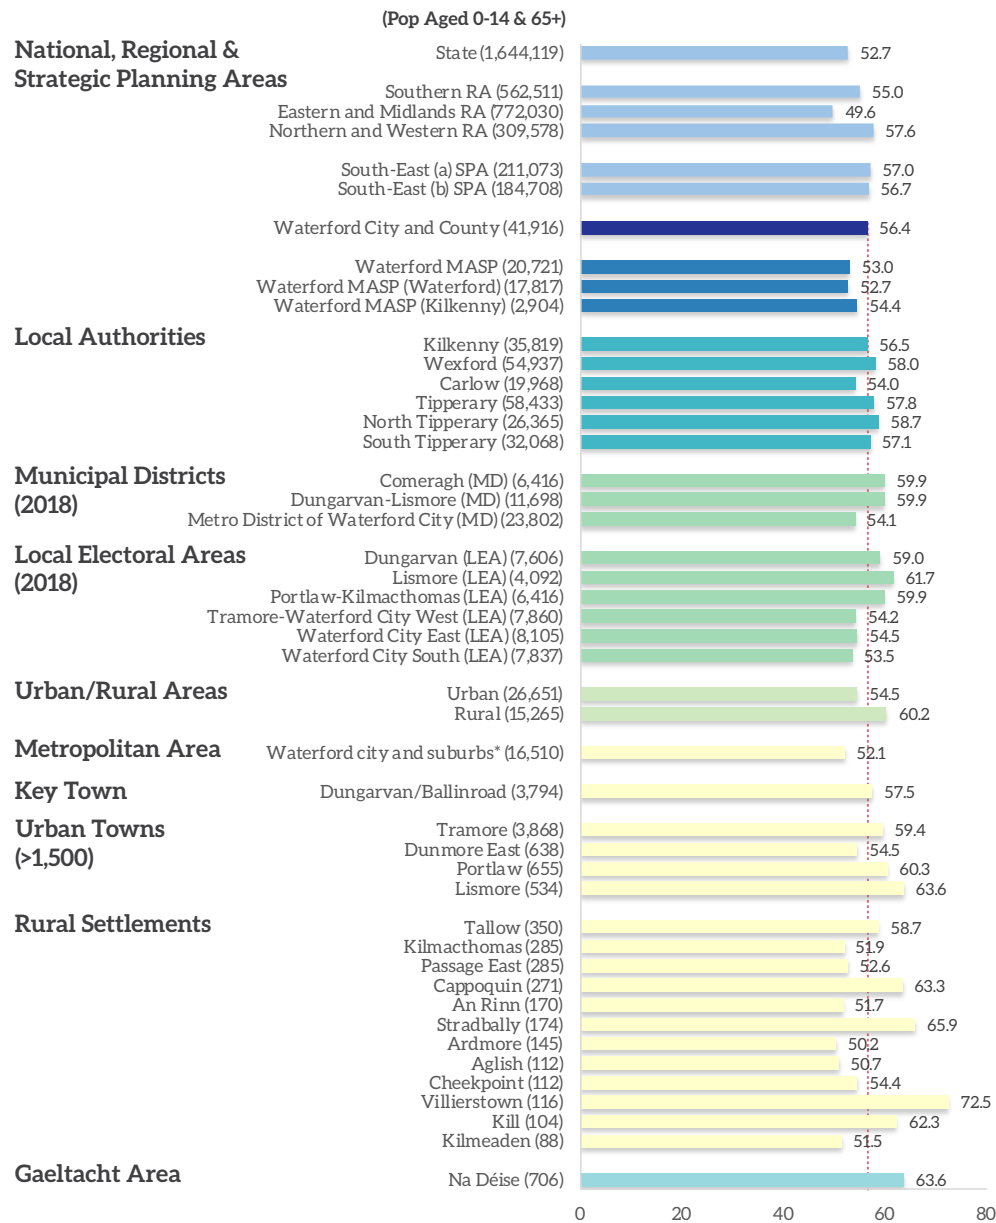 (Pop Aged 0-14 & 65+)
National, Regional &
Strategic Planning Areas
State (1,644,119) 52.7
Southern RA (562,511) 55.0
Eastern and Midlands RA (772,030) 49.6
Northern and Western RA (309,578) 57.6
South-East (a) SPA (211,073) 57.0
South-East (b) SPA (184,708) 56.7
Waterford City and County (41,916) 56.4
Waterford MASP (20,721) 53.0
Waterford MASP (Waterford) (17,817) 52.7
Waterford MASP (Kilkenny) (2,904) 54.4
Local Authorities
Kilkenny (35,819) 56.5
Wexford (54,937) 58.0
Carlow (19,968) 54.0
Tipperary (58,433) 57.8
North Tipperary (26,365) 58.7
South Tipperary (32,068) 57.1
Municipal Districts
(2018)
Comeragh (MD) (6,416) 59.9
Dungarvan-Lismore (MD) (11,698) 59.9
Metro District of Waterford City (MD) (23,802) 54.1
Local Electoral Areas
(2018)
Dungarvan (LEA) (7,606) 59.0
Lismore (LEA) (4,092) 61.7
Portlaw-Kilmacthomas (LEA) (6,416) 59.9
Tramore-Waterford City West (LEA) (7,860) 54.2
Waterford City East (LEA) (8,105) 54.5
Waterford City South (LEA) (7,837) 53.5
Urban/Rural Areas
Urban (26,651) 54.5
Rural (15,265) 60.2
Metropolitan Area
Waterford city and suburbs* (16,510) 52.1
Key Town
Dungarvan/Ballinroad (3,794) 57.5
Urban Towns
(>1,500)
Tramore (3,868) 59.4
Dunmore East (638) 54.5
Portlaw (655) 60.3
Lismore (534) 63.6
Rural Settlements
Tallow (350) 58.7
Kilmacthomas (285) 51.9
Passage East (285) 52.6
Cappoquin (271) 63.3
An Rinn (170) 51.7
Stradbally (174) 65.9
Ardmore (145) 50.2
Aglish (112) 50.7
Cheekpoint (112) 54.4
Villierstown (116) 72.5
Kill (104) 62.3
Kilmeaden (88) 51.5
Gaeltacht Area
Na Déise (706) 63.6
0 20 40 60 80